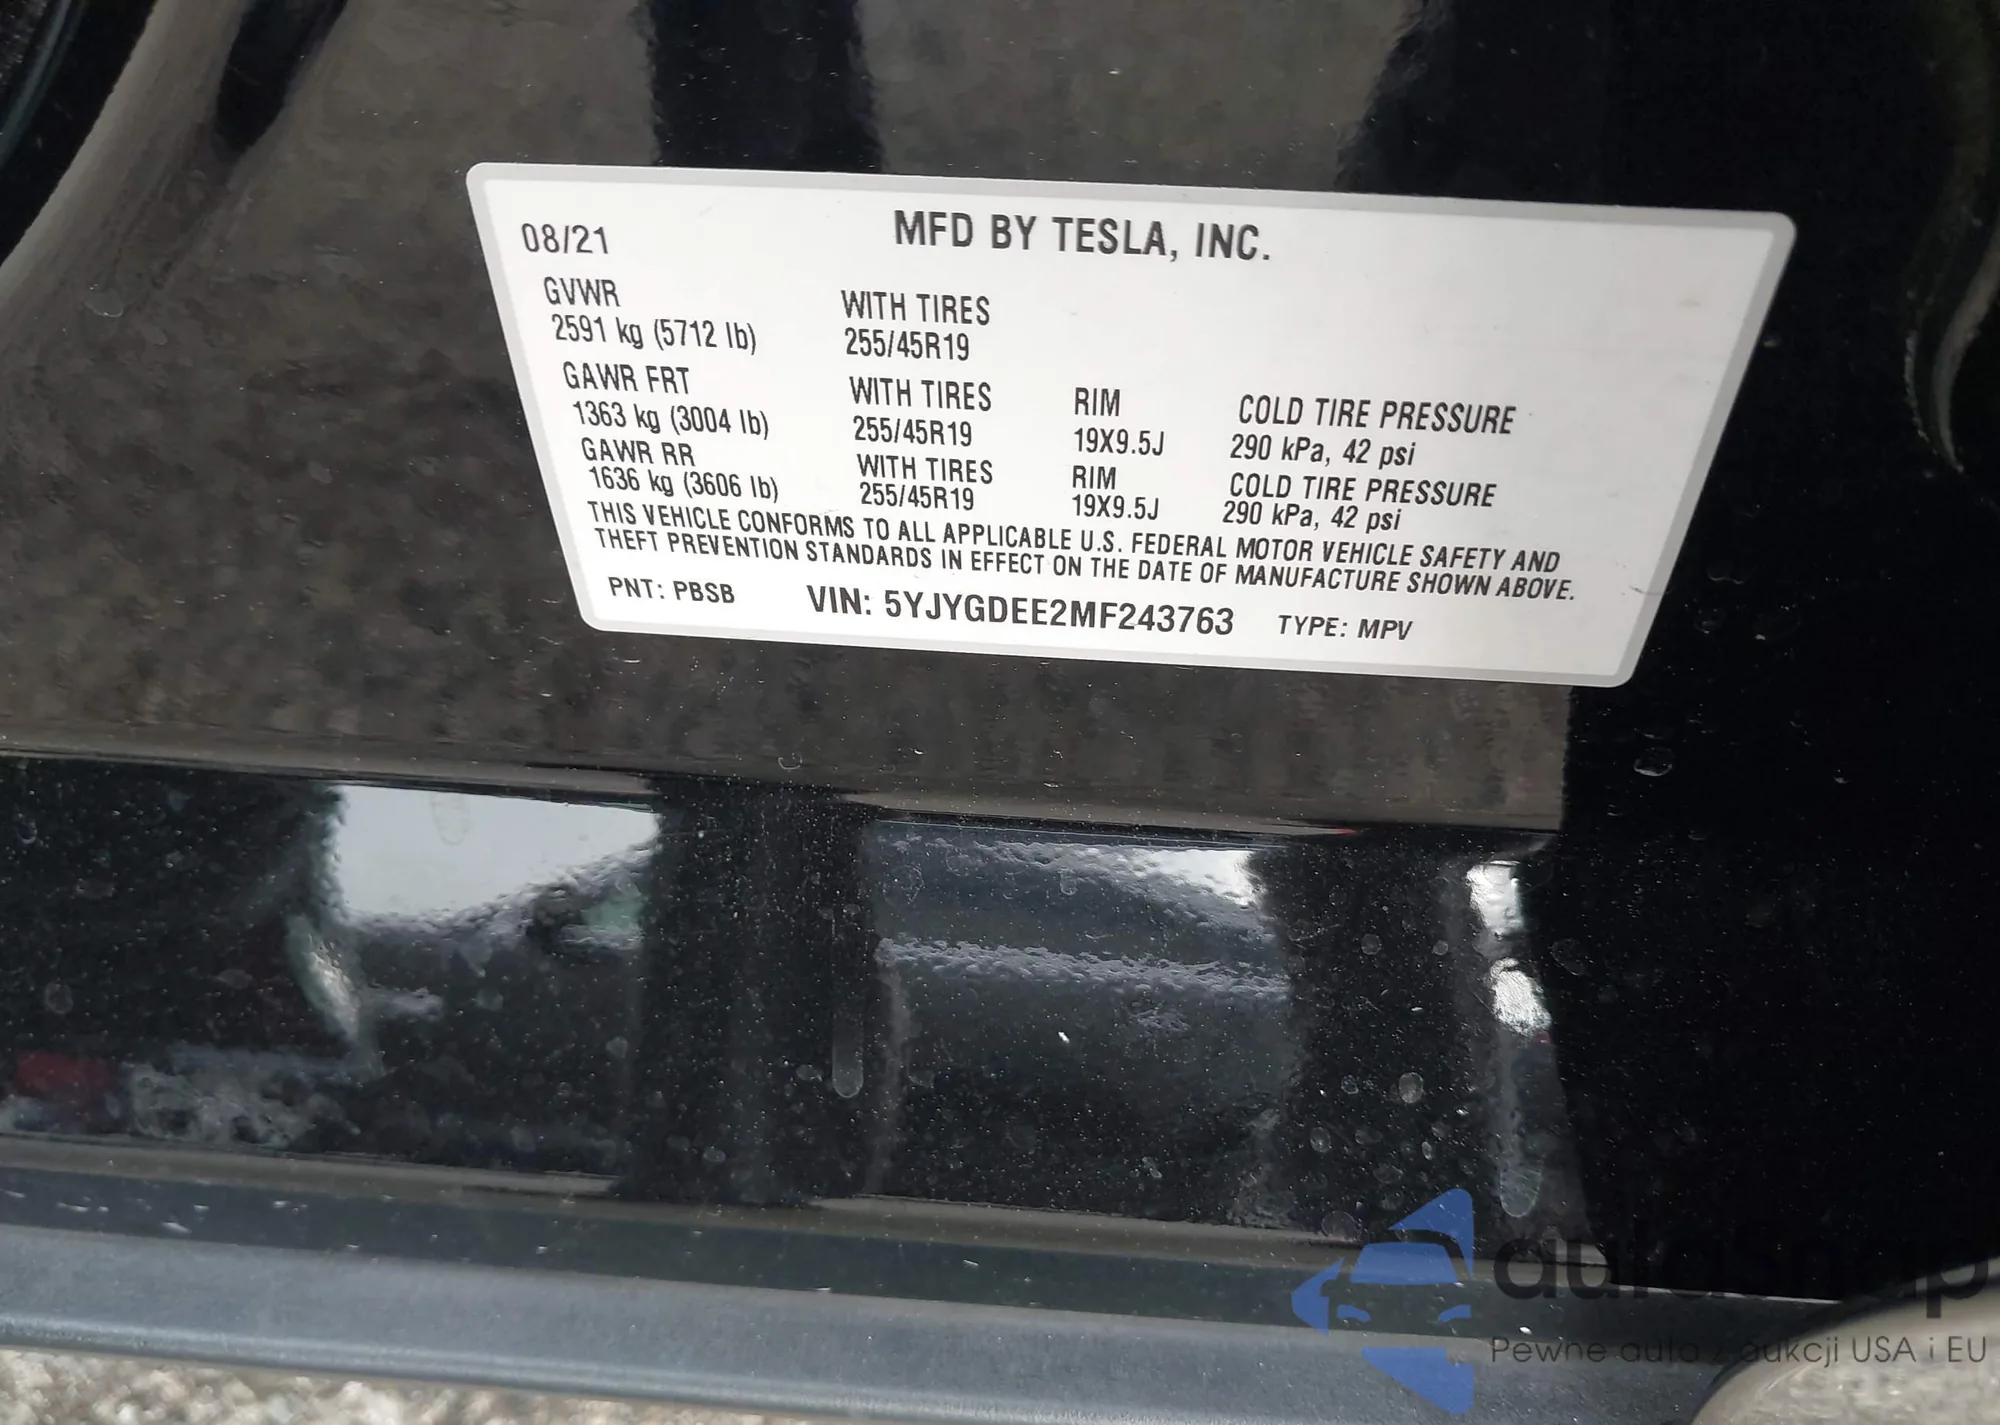 08/21 MFD BY TESLA, INC.
GVWR WITH TIRES
2591 kg (5712 lb) 255/45R19
GAWR FRT WITH TIRES RIM COLD TIRE PRESSURE
1363 kg (3004 lb) 255/45R19 19X9.5J 290 kPa, 42 psi
GAWR RR WITH TIRES RIM COLD TIRE PRESSURE
1636 kg (3606 lb) 255/45R19 19X9.5J 290 kPa, 42 psi
THIS VEHICLE CONFORMS TO ALL APPLICABLE U.S. FEDERAL MOTOR VEHICLE SAFETY AND
THEFT PREVENTION STANDARDS IN EFFECT ON THE DATE OF MANUFACTURE SHOWN ABOVE.
PNT: PBSB VIN: 5YJYGDEE2MF243763 TYPE: MPV
Pewne auta z aukcji USA i EU